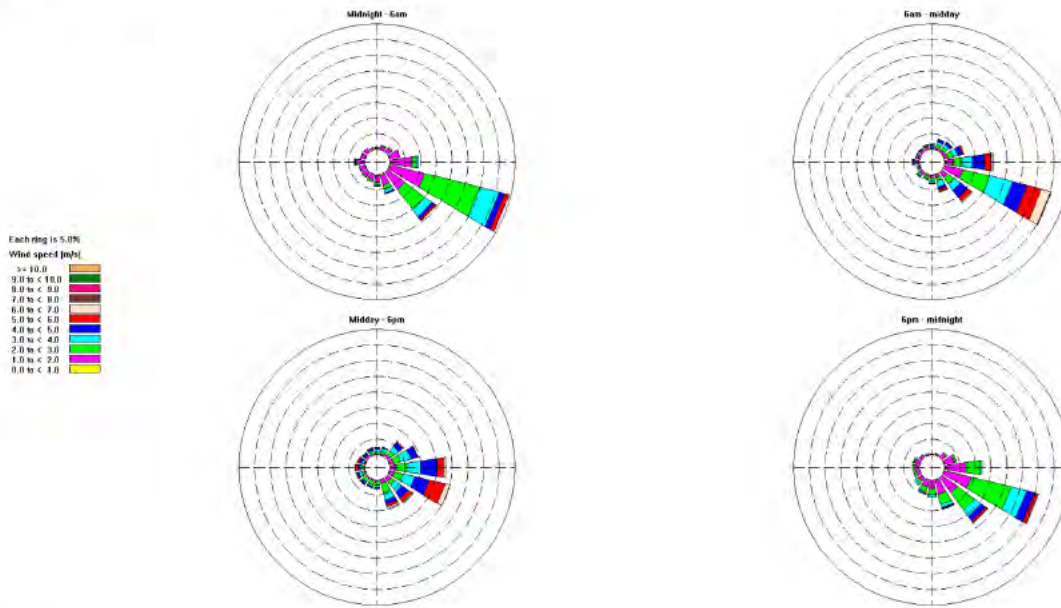 Midnight - 6am
6am - midday
Each ring is 5.0%
Wind speed (m/s)
>= 10.0
9.0 to < 10.0
8.0 to < 9.0
7.0 to < 8.0
6.0 to < 7.0
5.0 to < 6.0
4.0 to < 5.0
3.0 to < 4.0
2.0 to < 3.0
1.0 to < 2.0
0.0 to < 1.0
Midday - 6pm
6pm - midnight